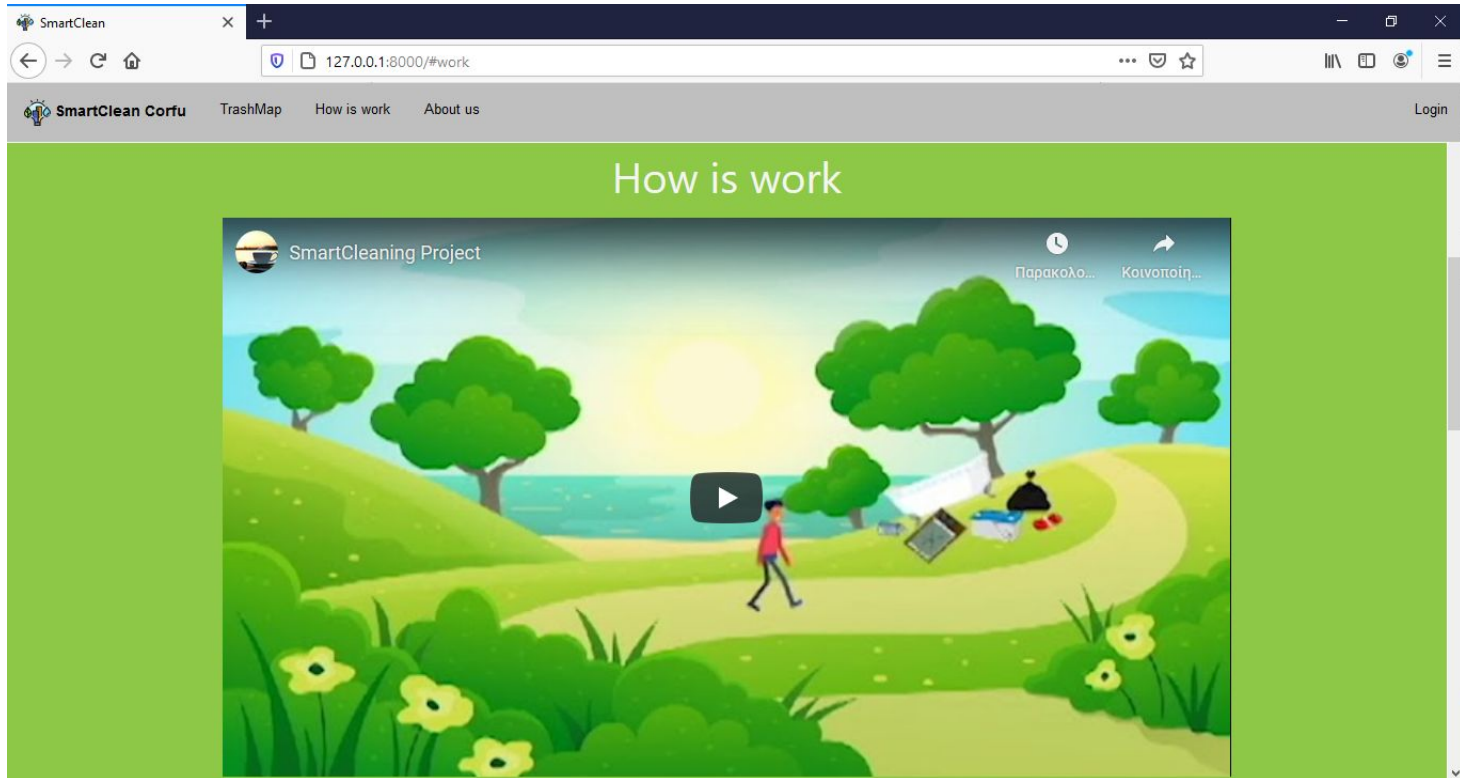 SmartClean
127.0.0.1:8000/#work
SmartClean Corfu TrashMap How is work About us Login
How is work
SmartCleaning Project
Παρακολο... Κοινοποίη...